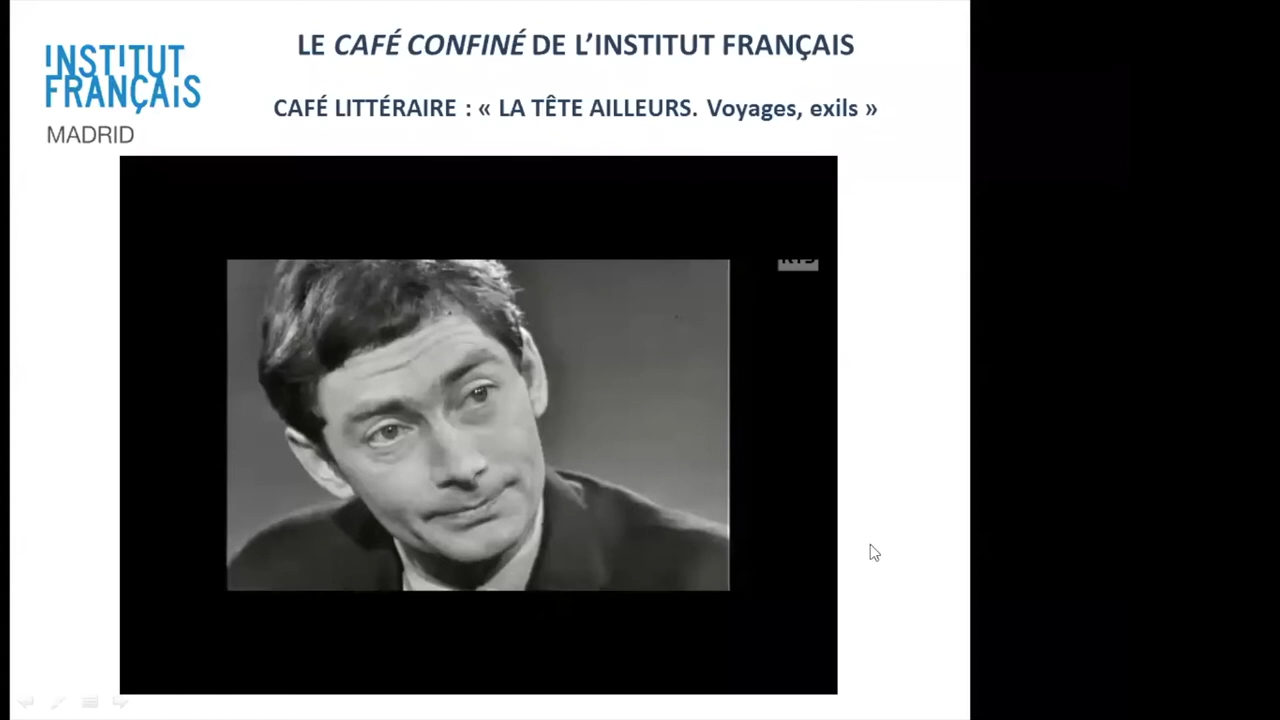 INSTITUT
FRANÇAIS
MADRID
LE CAFÉ CONFINÉ DE L’INSTITUT FRANÇAIS
CAFÉ LITTÉRAIRE : « LA TÊTE AILLEURS. Voyages, exils »